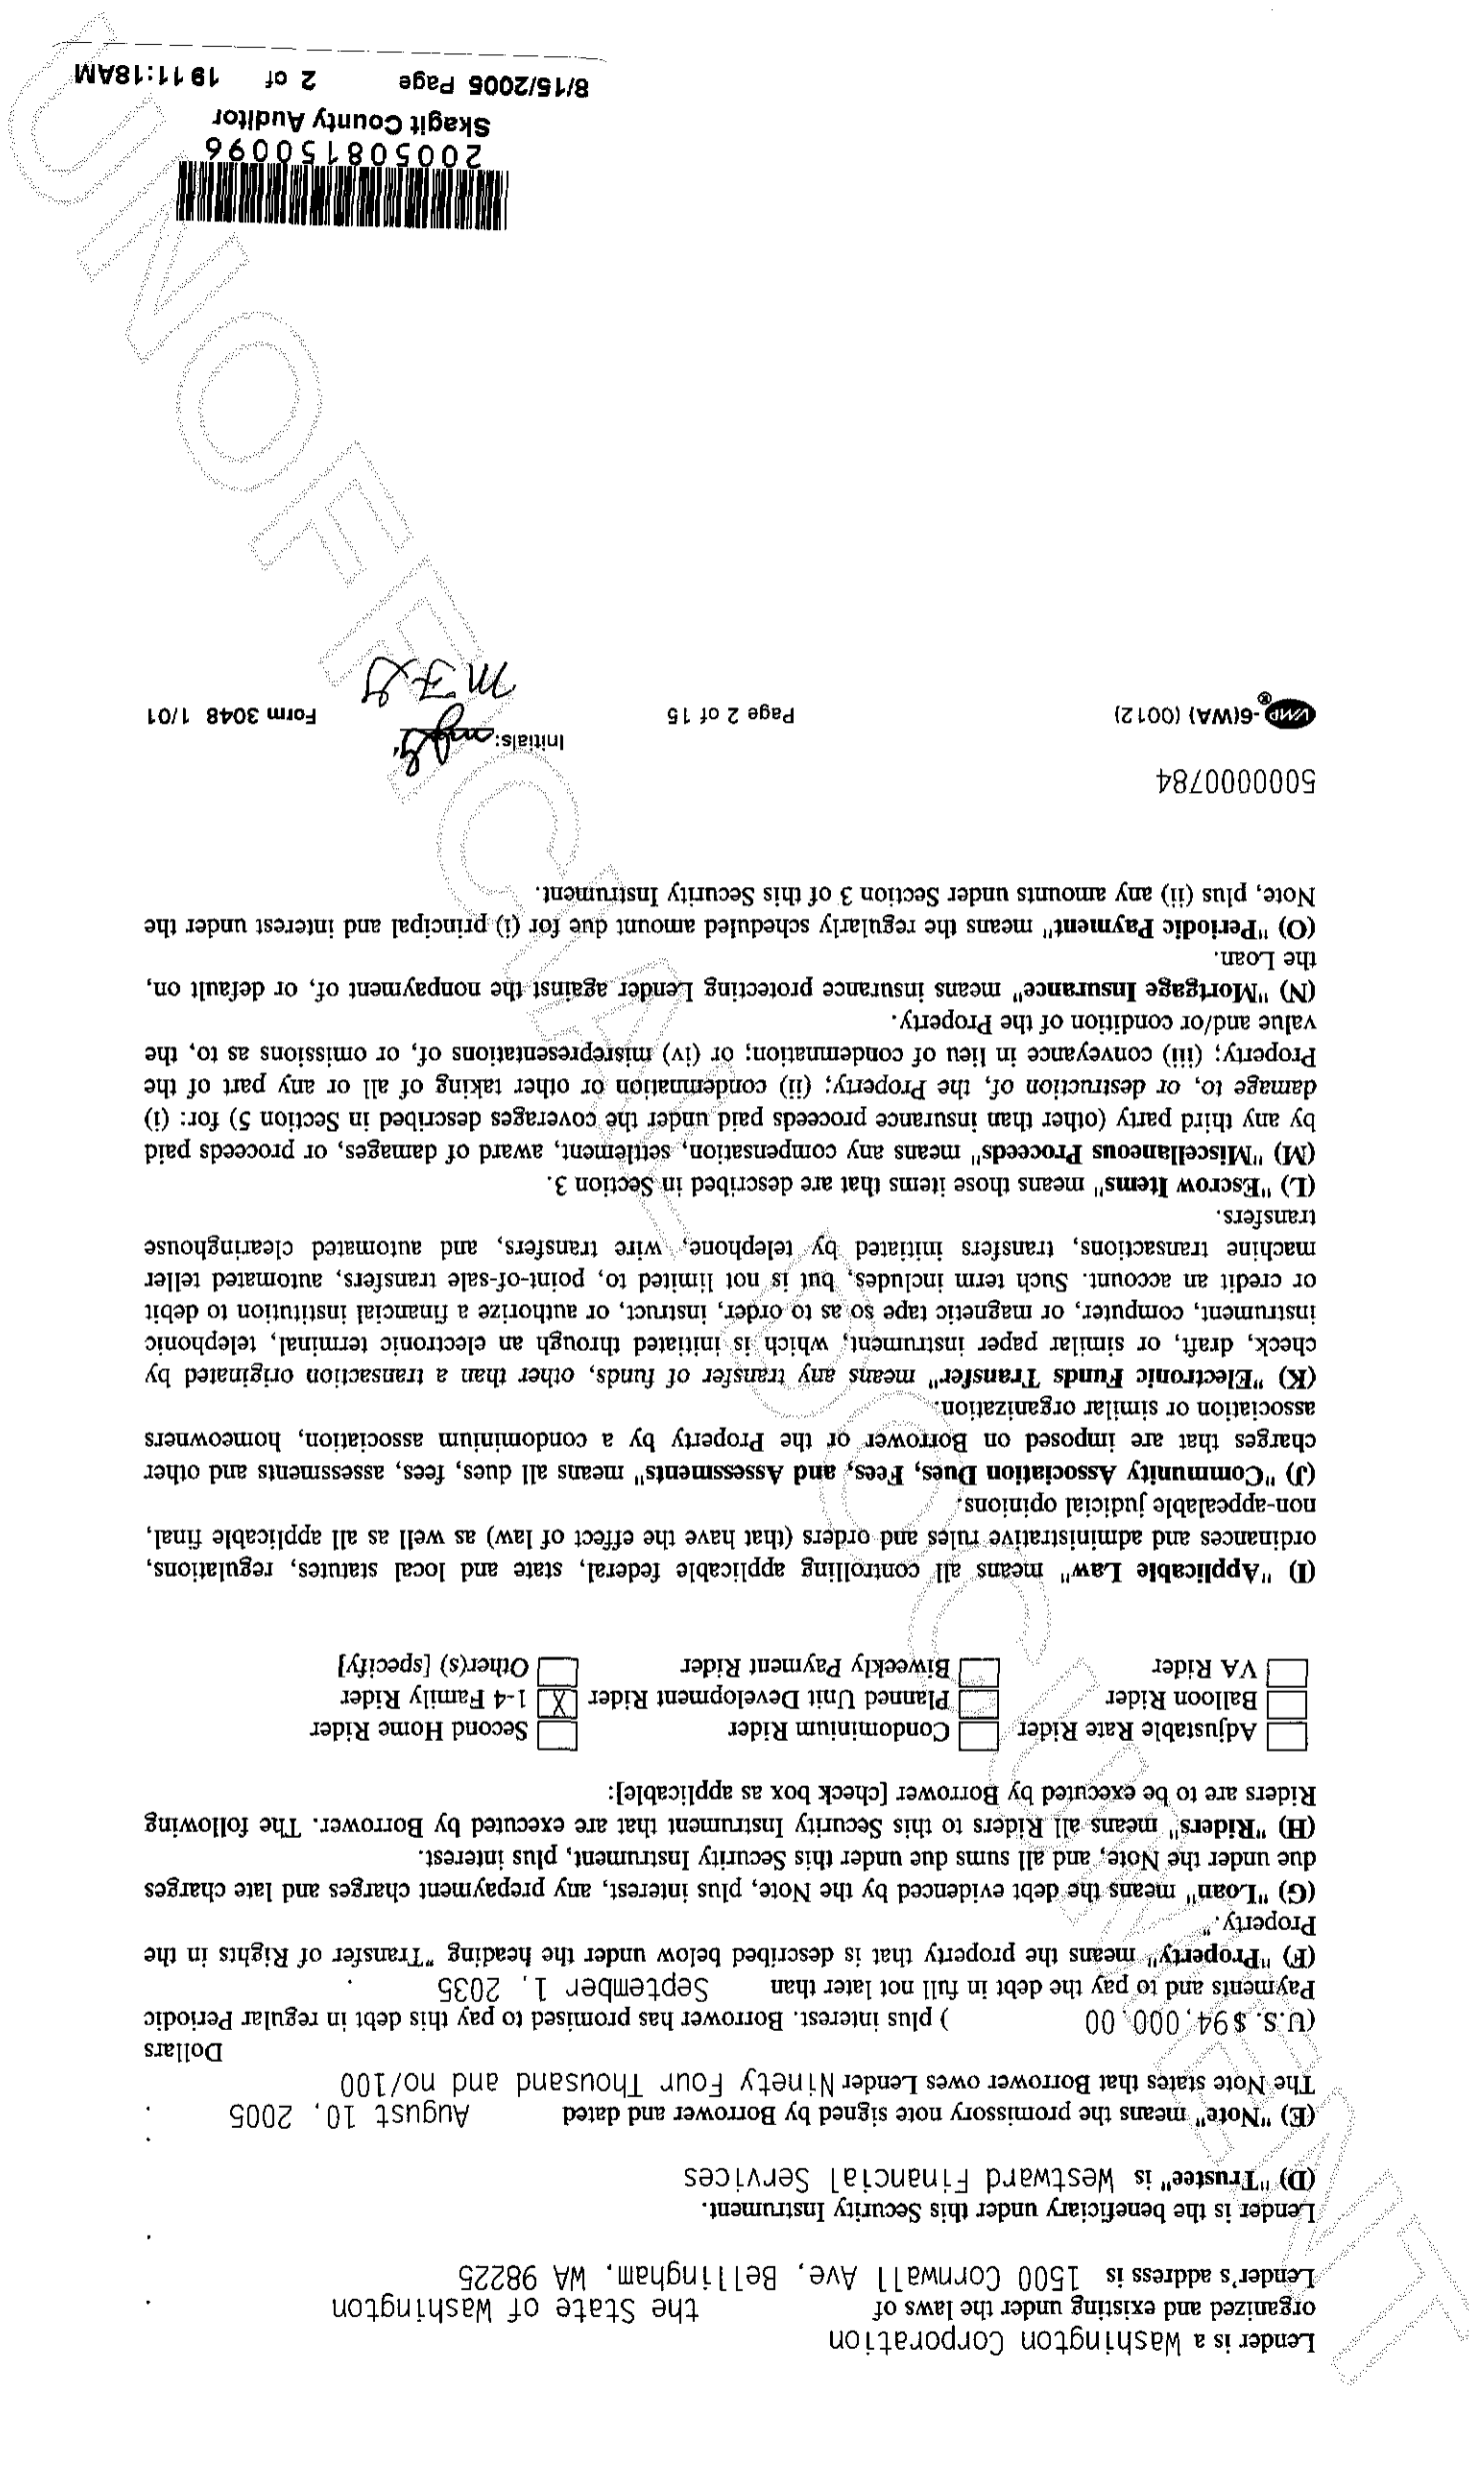 Lender is a Washington Corporation
organized and existing under the laws of the State of Washington .
Lender's address is 1500 Cornwall Ave, Bellingham, WA 98225
.
Lender is the beneficiary under this Security Instrument.
(D) "Trustee" is Westward Financial Services
.
(E) "Note" means the promissory note signed by Borrower and dated August 10, 2005 .
The Note states that Borrower owes Lender Ninety Four Thousand and no/100
Dollars
(U.S. $94,000.00 ) plus interest. Borrower has promised to pay this debt in regular Periodic
Payments and to pay the debt in full not later than September 1, 2035 .
(F) "Property" means the property that is described below under the heading "Transfer of Rights in the
Property."
(G) "Loan" means the debt evidenced by the Note, plus interest, any prepayment charges and late charges
due under the Note, and all sums due under this Security Instrument, plus interest.
(H) "Riders" means all Riders to this Security Instrument that are executed by Borrower. The following
Riders are to be executed by Borrower [check box as applicable]:
Adjustable Rate Rider Condominium Rider Second Home Rider
Balloon Rider Planned Unit Development Rider X 1-4 Family Rider
VA Rider Biweekly Payment Rider Other(s) [specify]
(I) "Applicable Law" means all controlling applicable federal, state and local statutes, regulations,
ordinances and administrative rules and orders (that have the effect of law) as well as all applicable final,
non-appealable judicial opinions.
(J) "Community Association Dues, Fees, and Assessments" means all dues, fees, assessments and other
charges that are imposed on Borrower or the Property by a condominium association, homeowners
association or similar organization.
(K) "Electronic Funds Transfer" means any transfer of funds, other than a transaction originated by
check, draft, or similar paper instrument, which is initiated through an electronic terminal, telephonic
instrument, computer, or magnetic tape so as to order, instruct, or authorize a financial institution to debit
or credit an account. Such term includes, but is not limited to, point-of-sale transfers, automated teller
machine transactions, transfers initiated by telephone, wire transfers, and automated clearinghouse
transfers.
(L) "Escrow Items" means those items that are described in Section 3.
(M) "Miscellaneous Proceeds" means any compensation, settlement, award of damages, or proceeds paid
by any third party (other than insurance proceeds paid under the coverages described in Section 5) for: (i)
damage to, or destruction of, the Property; (ii) condemnation or other taking of all or any part of the
Property; (iii) conveyance in lieu of condemnation; or (iv) misrepresentations of, or omissions as to, the
value and/or condition of the Property.
(N) "Mortgage Insurance" means insurance protecting Lender against the nonpayment of, or default on,
the Loan.
(O) "Periodic Payment" means the regularly scheduled amount due for (i) principal and interest under the
Note, plus (ii) any amounts under Section 3 of this Security Instrument.
5000000784
Initials:
VMP®-6(WA) (0012) Page 2 of 15 Form 3048 1/01
200508150096
Skagit County Auditor
8/15/2005 Page 2 of 19 11:18AM
UNOFFICIAL DOCUMENT